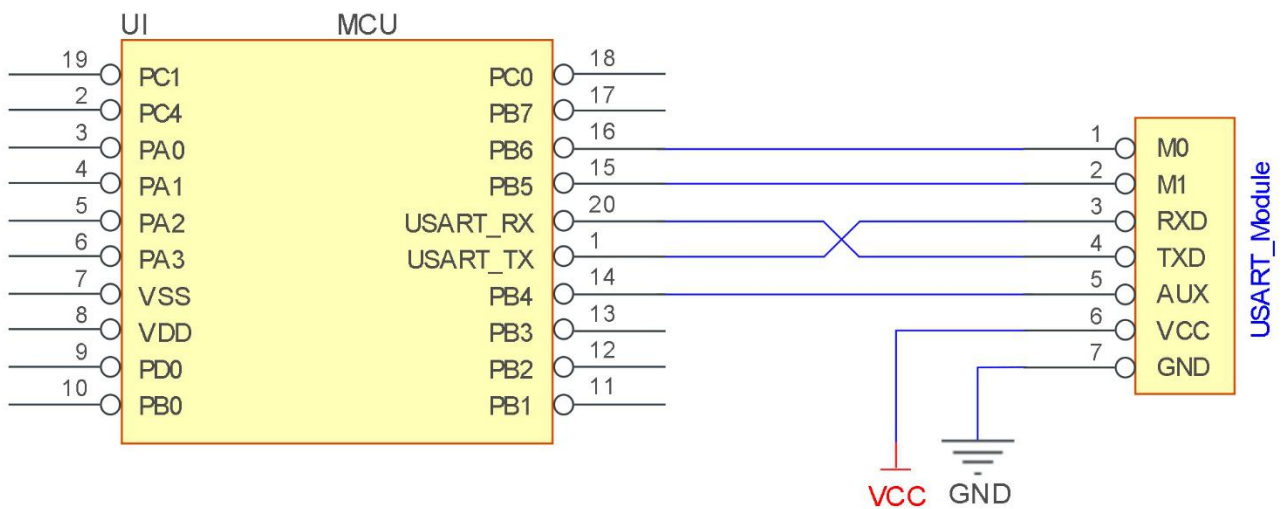 UI MCU
19 PC1 PC0 18
2 PC4 PB7 17
3 PA0 PB6 16 1 M0
4 PA1 PB5 15 2 M1
5 PA2 USART_RX 20 3 RXD
6 PA3 USART_TX 1 4 TXD
7 VSS PB4 14 5 AUX
8 VDD PB3 13 6 VCC
9 PD0 PB2 12 7 GND
10 PB0 PB1 11
USART_Module
VCC GND